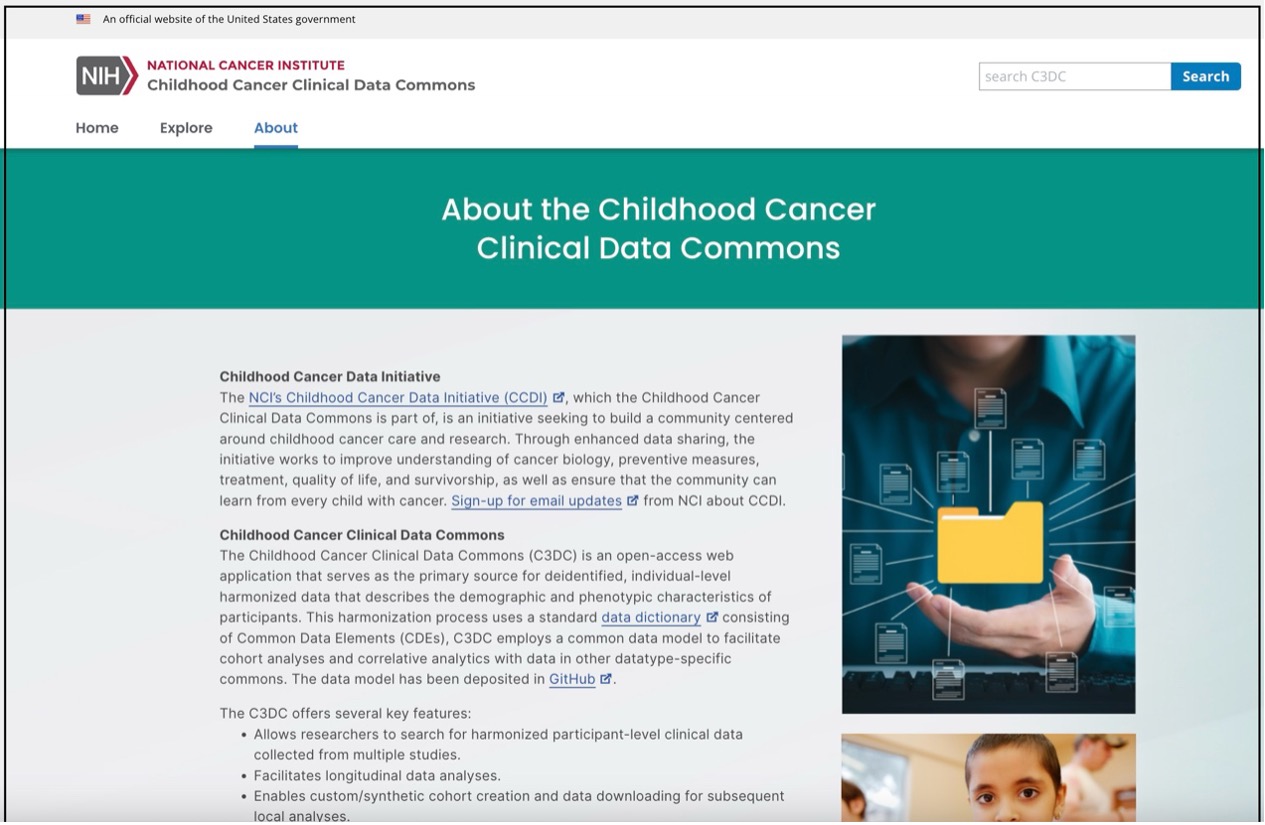 An official website of the United States government
NIH
NATIONAL CANCER INSTITUTE
Childhood Cancer Clinical Data Commons
search C3DC
Search
Home
Explore
About
About the Childhood Cancer
Clinical Data Commons
Childhood Cancer Data Initiative
The NCI’s Childhood Cancer Data Initiative (CCDI), which the Childhood Cancer
Clinical Data Commons is part of, is an initiative seeking to build a community centered
around childhood cancer care and research. Through enhanced data sharing, the
initiative works to improve understanding of cancer biology, preventive measures,
treatment, quality of life, and survivorship, as well as ensure that the community can
learn from every child with cancer. Sign-up for email updates from NCI about CCDI.
Childhood Cancer Clinical Data Commons
The Childhood Cancer Clinical Data Commons (C3DC) is an open-access web
application that serves as the primary source for deidentified, individual-level
harmonized data that describes the demographic and phenotypic characteristics of
participants. This harmonization process uses a standard data dictionary consisting
of Common Data Elements (CDEs), C3DC employs a common data model to facilitate
cohort analyses and correlative analytics with data in other datatype-specific
commons. The data model has been deposited in GitHub.
The C3DC offers several key features:
• Allows researchers to search for harmonized participant-level clinical data
collected from multiple studies.
• Facilitates longitudinal data analyses.
• Enables custom/synthetic cohort creation and data downloading for subsequent
local analyses.